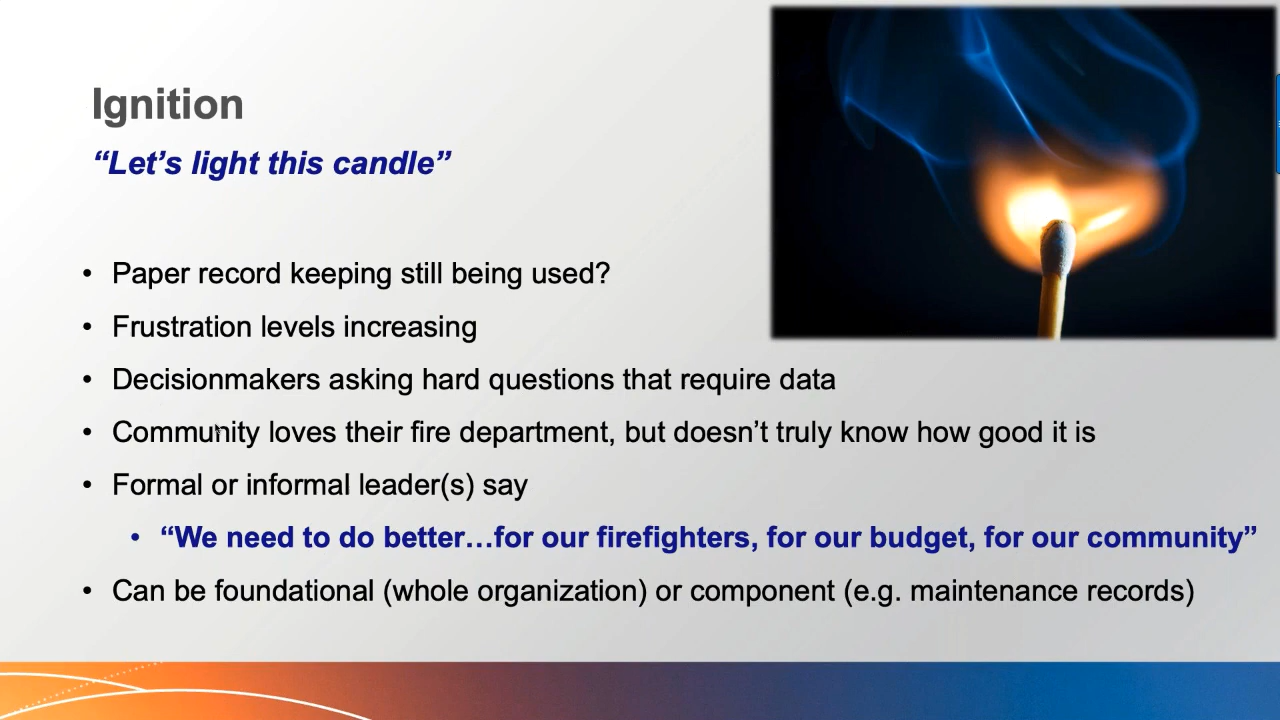 Ignition
“Let’s light this candle”
• Paper record keeping still being used?
• Frustration levels increasing
• Decisionmakers asking hard questions that require data
• Community loves their fire department, but doesn’t truly know how good it is
• Formal or informal leader(s) say
• “We need to do better…for our firefighters, for our budget, for our community”
• Can be foundational (whole organization) or component (e.g. maintenance records)